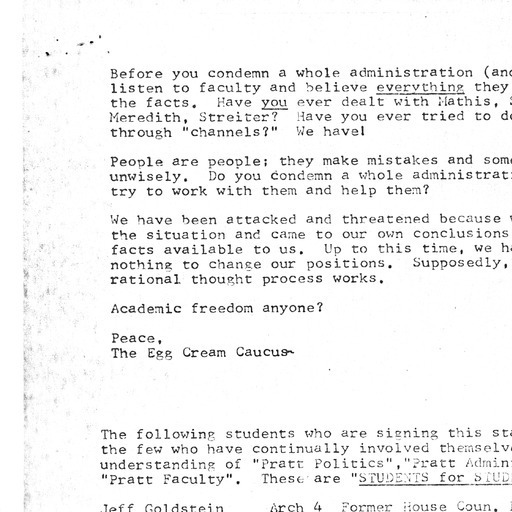 Before you condemn a whole administration (and
listen to faculty and believe everything they
the facts. Have you ever dealt with Mathis, S
Meredith, Streiter? Have you ever tried to do
through "channels?" We have!
People are people; they make mistakes and some
unwisely. Do you condemn a whole administrati
try to work with them and help them?
We have been attacked and threatened because w
the situation and came to our own conclusions
facts available to us. Up to this time, we ha
nothing to change our positions. Supposedly,
rational thought process works.
Academic freedom anyone?
Peace,
The Egg Cream Caucus
The following students who are signing this sta
the few who have continually involved themselve
understanding of "Pratt Politics","Pratt Admin
"Pratt Faculty". These are "STUDENTS for STUD
Jeff Goldstein Arch 4 Former House Coun.